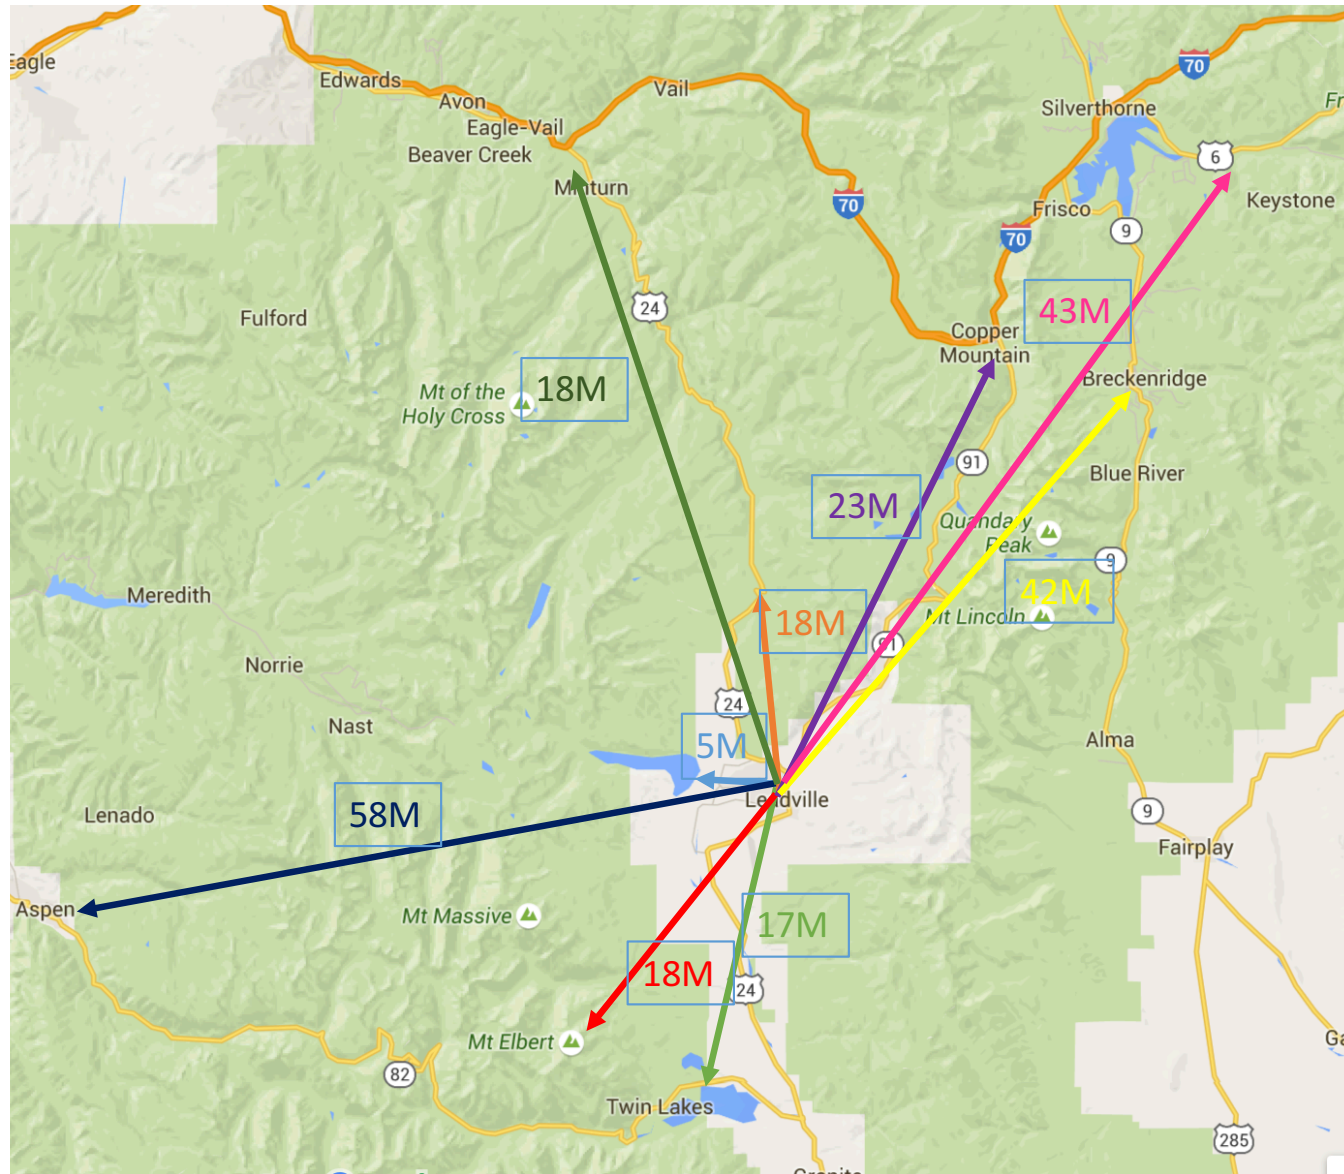 Eagle
Edwards
Avon
Eagle-Vail
Beaver Creek
Vail
70
Silverthorne
6
Minturn
Keystone
70
Frisco
70
9
24
Fulford
43M
Copper
Mountain
Breckenridge
Mt of the
Holy Cross
18M
91
Blue River
23M
Quandary
Peak
9
42M
Mt Lincoln
Meredith
18M
91
Norrie
24
Nast
5M
Alma
Leadville
58M
Lenado
9
Fairplay
Aspen
Mt Massive
17M
18M
24
Mt Elbert
82
Twin Lakes
285